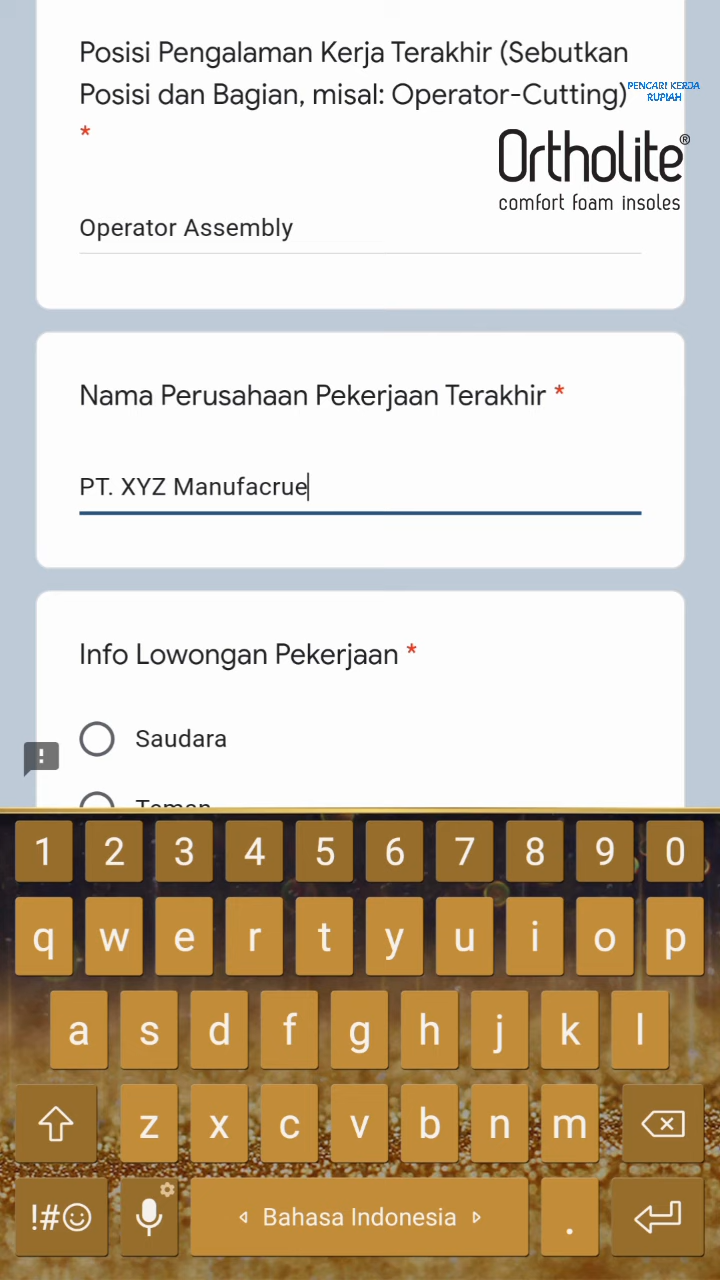 Posisi Pengalaman Kerja Terakhir (Sebutkan
Posisi dan Bagian, misal: Operator-Cutting)
*
PENCARI KERJA
RUPIAH
Ortholite®
comfort foam insoles
Operator Assembly
Nama Perusahaan Pekerjaan Terakhir *
PT. XYZ Manufacrue
Info Lowongan Pekerjaan *
Saudara
Teman
1 2 3 4 5 6 7 8 9 0
q w e r t y u i o p
a s d f g h j k l
z x c v b n m
!#☺ Bahasa Indonesia .